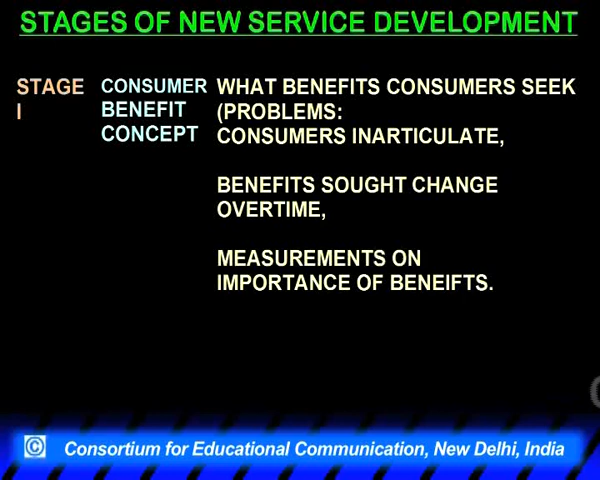 STAGES OF NEW SERVICE DEVELOPMENT
STAGE I
CONSUMER
BENEFIT
CONCEPT
WHAT BENEFITS CONSUMERS SEEK
(PROBLEMS:
CONSUMERS INARTICULATE,
BENEFITS SOUGHT CHANGE
OVERTIME,
MEASUREMENTS ON
IMPORTANCE OF BENEIFTS.
© Consortium for Educational Communication, New Delhi, India